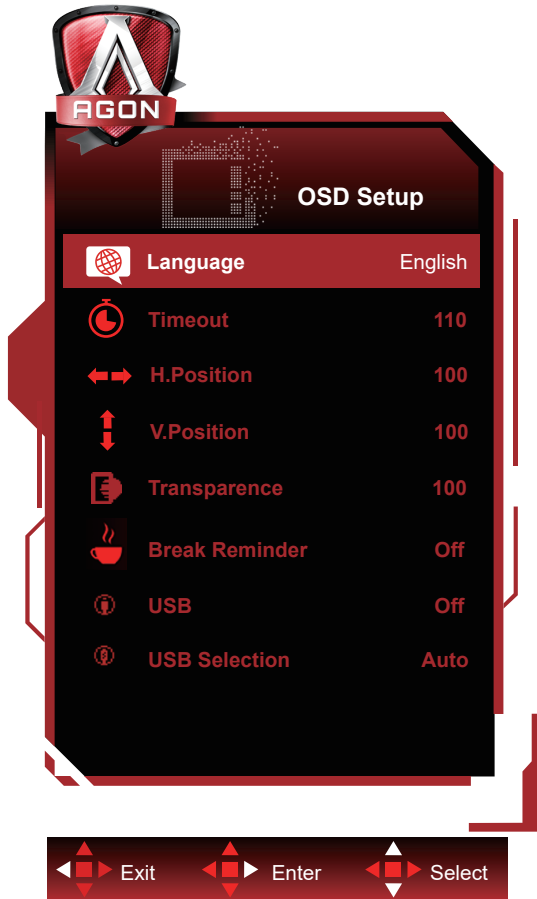 AGON
OSD Setup
Language English
Timeout 110
H.Position 100
V.Position 100
Transparence 100
Break Reminder Off
USB Off
USB Selection Auto
Exit Enter Select